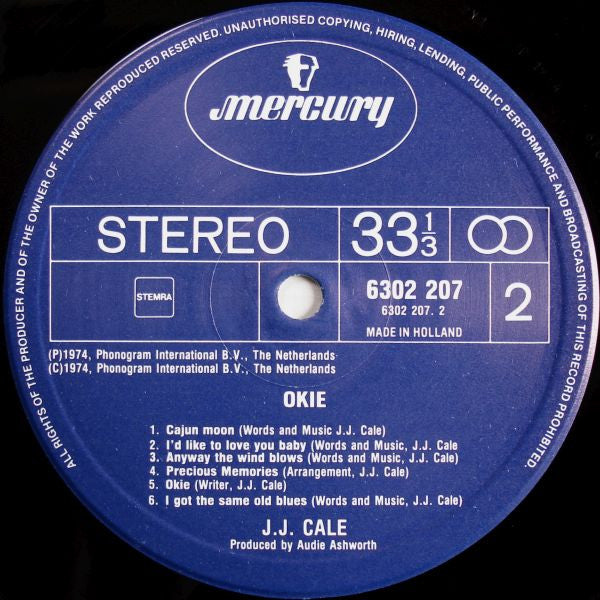 ALL RIGHTS OF THE PRODUCER AND OF THE OWNER OF THE WORK REPRODUCED RESERVED. UNAUTHORISED COPYING, HIRING, LENDING, PUBLIC PERFORMANCE AND BROADCASTING OF THIS RECORD PROHIBITED.
mercury
STEREO
33 1/3
2
STEMRA
6302 207
6302 207. 2
MADE IN HOLLAND
(P)1974, Phonogram International B.V., The Netherlands
(C)1974, Phonogram International B.V., The Netherlands
OKIE
1. Cajun moon (Words and Music J.J. Cale)
2. I'd like to love you baby (Words and Music, J.J. Cale
3. Anyway the wind blows (Words and Music, J.J. Cale)
4. Precious Memories (Arrangement, J.J. Cale)
5. Okie (Writer, J.J. Cale)
6. I got the same old blues (Words and Music, J.J. Cale)
J.J. CALE
Produced by Audie Ashworth